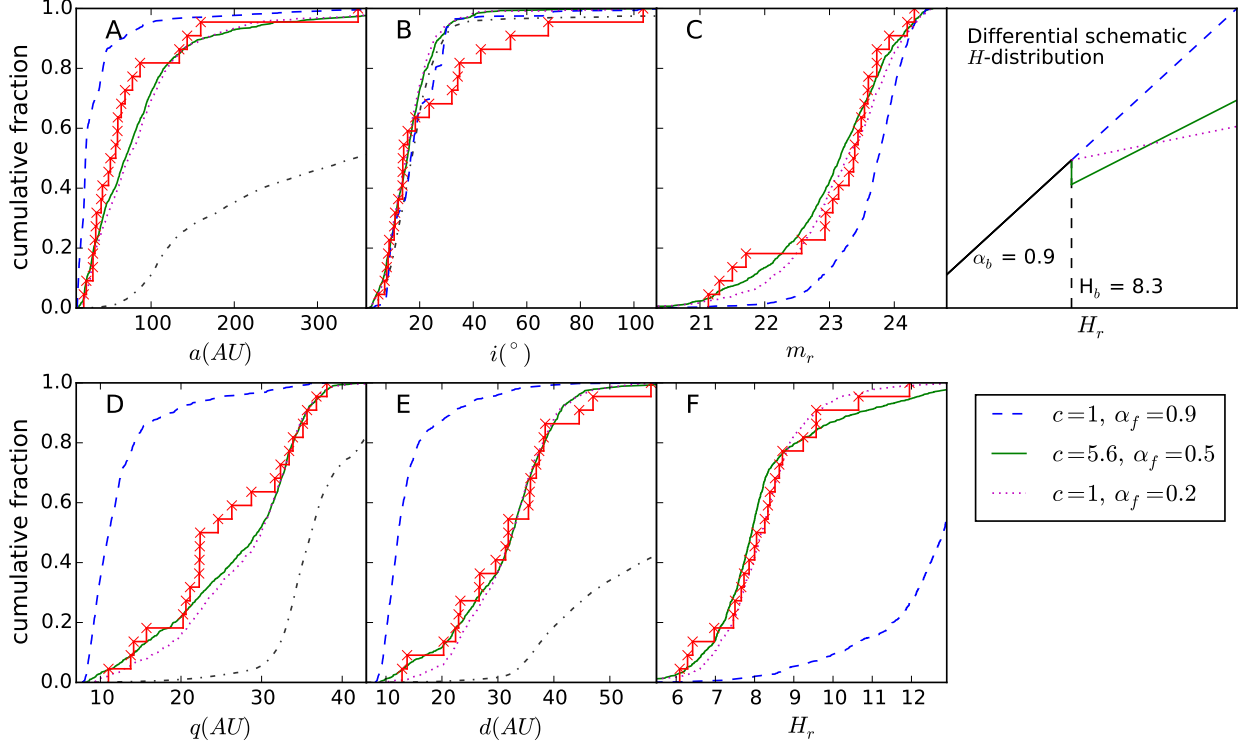 cumulative fraction
1.0
0.8
0.6
0.4
0.2
0.0
A
100
200
300
a(AU)
B
20
40
60
80
100
i(°)
C
21
22
23
24
m_r
Differential schematic
H-distribution
α_b = 0.9
H_b = 8.3
H_r
cumulative fraction
1.0
0.8
0.6
0.4
0.2
0.0
D
10
20
30
40
q(AU)
E
10
20
30
40
50
d(AU)
F
6
7
8
9
10
11
12
H_r
c=1, α_f=0.9
c=5.6, α_f=0.5
c=1, α_f=0.2